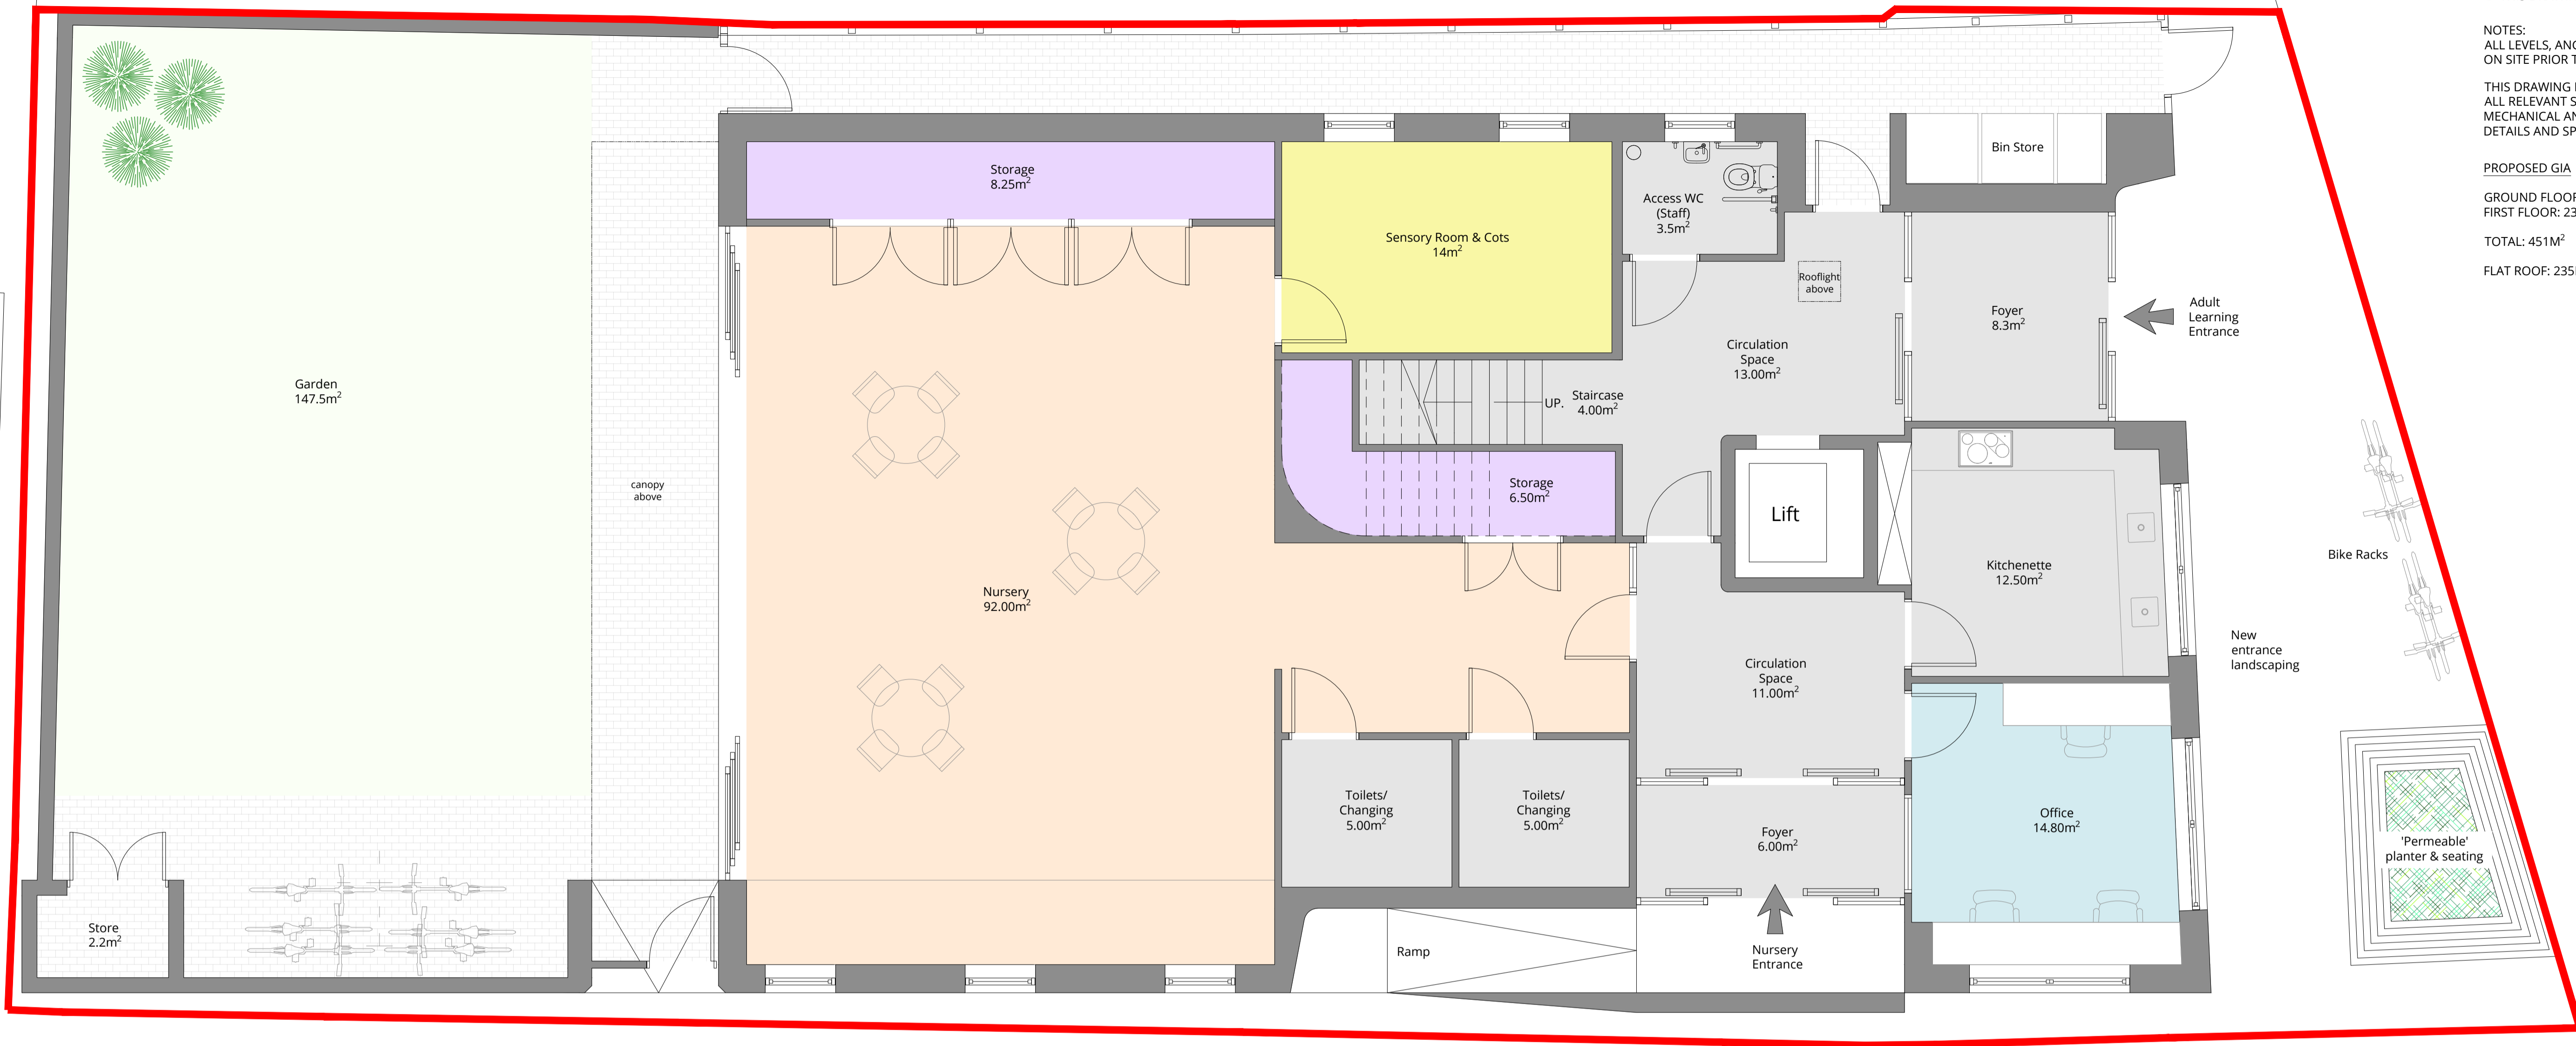 NOTES:
ALL LEVELS,
ON SITE PRIOR
THIS DRAWING
ALL RELEVANT
MECHANICAL
DETAILS AND
PROPOSED GIA
GROUND FLOOR
FIRST FLOOR: 23
TOTAL: 451M²
FLAT ROOF: 235
Storage
8.25m²
Sensory Room & Cots
14m²
Access WC
(Staff)
3.5m²
Bin Store
Rooflight
above
Foyer
8.3m²
Adult
Learning
Entrance
Circulation
Space
13.00m²
Garden
147.5m²
UP.
Staircase
4.00m²
canopy
above
Storage
6.50m²
Lift
Bike Racks
Kitchenette
12.50m²
Nursery
92.00m²
New
entrance
landscaping
Circulation
Space
11.00m²
Toilets/
Changing
5.00m²
Toilets/
Changing
5.00m²
Foyer
6.00m²
Office
14.80m²
'Permeable'
planter & seating
Store
2.2m²
Ramp
Nursery
Entrance